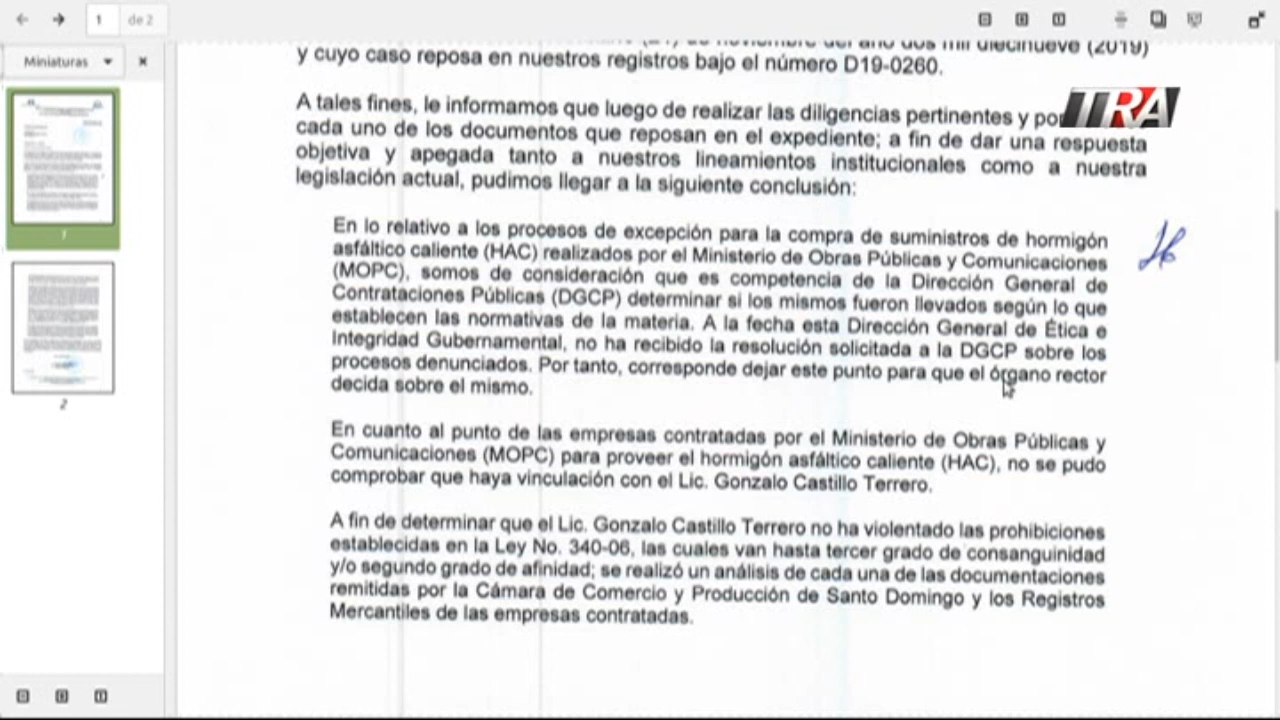 1 de 2
Miniaturas
del año dos mil diecinueve (2019)
y cuyo caso reposa en nuestros registros bajo el número D19-0260.
A tales fines, le informamos que luego de realizar las diligencias pertinentes y
TRA
cada uno de los documentos que reposan en el expediente; a fin de dar una respuesta
objetiva y apegada tanto a nuestros lineamientos institucionales como a nuestra
legislación actual, pudimos llegar a la siguiente conclusión:
En lo relativo a los procesos de excepción para la compra de suministros de hormigón
asfáltico caliente (HAC) realizados por el Ministerio de Obras Públicas y Comunicaciones
(MOPC), somos de consideración que es competencia de la Dirección General de
Contrataciones Públicas (DGCP) determinar si los mismos fueron llevados según lo que
establecen las normativas de la materia. A la fecha esta Dirección General de Ética e
Integridad Gubernamental, no ha recibido la resolución solicitada a la DGCP sobre los
procesos denunciados. Por tanto, corresponde dejar este punto para que el órgano rector
decida sobre el mismo.
En cuanto al punto de las empresas contratadas por el Ministerio de Obras Públicas y
Comunicaciones (MOPC) para proveer el hormigón asfáltico caliente (HAC), no se pudo
comprobar que haya vinculación con el Lic. Gonzalo Castillo Terrero.
A fin de determinar que el Lic. Gonzalo Castillo Terrero no ha violentado las prohibiciones
establecidas en la Ley No. 340-06, las cuales van hasta tercer grado de consanguinidad
y/o segundo grado de afinidad; se realizó un análisis de cada una de las documentaciones
remitidas por la Cámara de Comercio y Producción de Santo Domingo y los Registros
Mercantiles de las empresas contratadas.
1
2